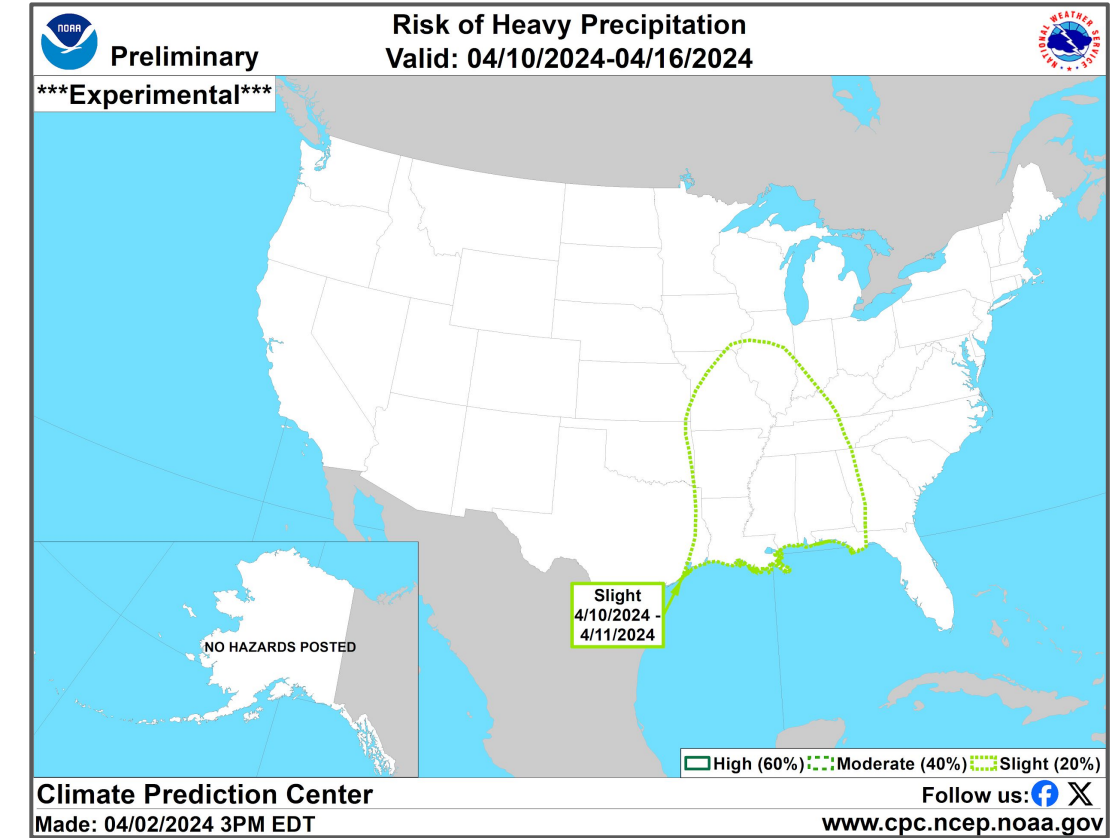 NOAA
Preliminary
Risk of Heavy Precipitation
Valid: 04/10/2024-04/16/2024
NATIONAL WEATHER SERVICE
***Experimental***
Slight
4/10/2024 -
4/11/2024
NO HAZARDS POSTED
High (60%) Moderate (40%) Slight (20%)
Climate Prediction Center
Follow us:
Made: 04/02/2024 3PM EDT
www.cpc.ncep.noaa.gov